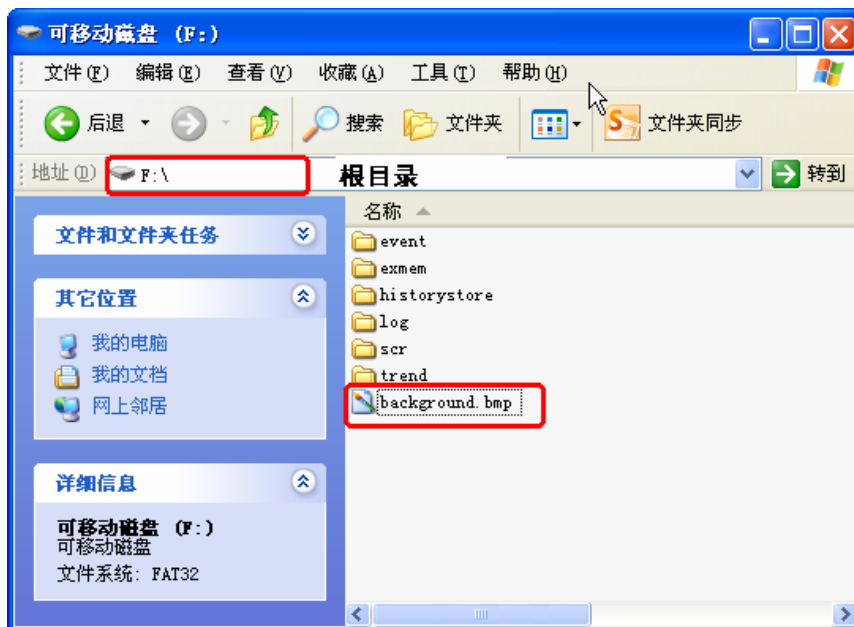 可移动磁盘 (F:)
文件(F) 编辑(E) 查看(V) 收藏(A) 工具(T) 帮助(H)
后退 搜索 文件夹 S 文件夹同步
地址(D) F:\ 根目录 转到
名称
文件和文件夹任务
其它位置
我的电脑
我的文档
网上邻居
详细信息
可移动磁盘 (F:)
可移动磁盘
文件系统: FAT32
event
exmem
historystore
log
scr
trend
background.bmp